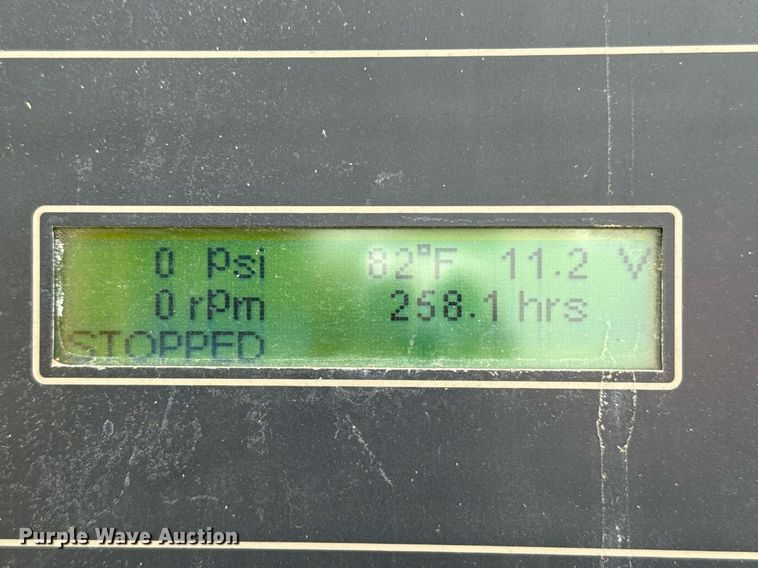 0 psi 82°F 11.2 V
0 rpm 258.1 hrs
STOPPED
Purple Wave Auction